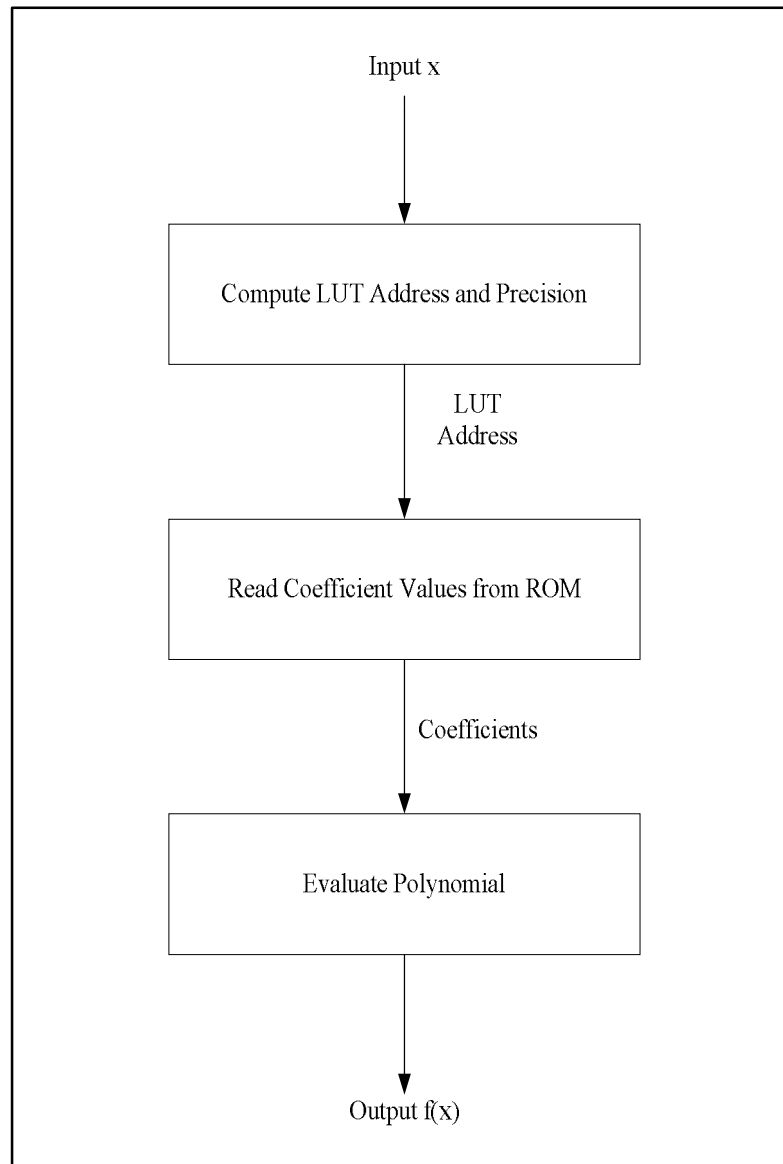 Input x
Compute LUT Address and Precision
LUT
Address
Read Coefficient Values from ROM
Coefficients
Evaluate Polynomial
Output f(x)